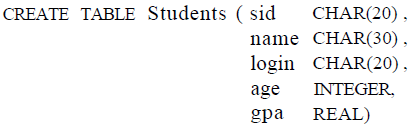 CREATE TABLE Students ( sid CHAR(20) ,
name CHAR(30) ,
login CHAR(20) ,
age INTEGER,
gpa REAL)